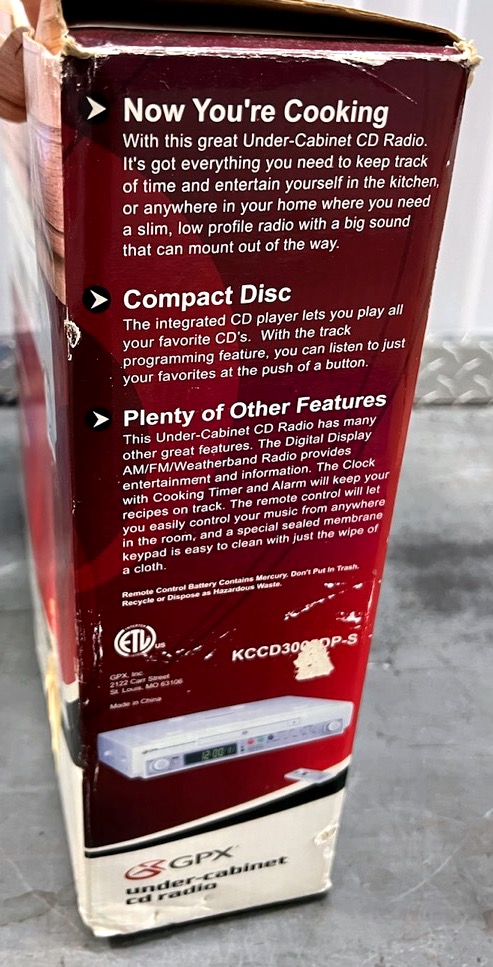 Now You're Cooking
With this great Under-Cabinet CD Radio.
It's got everything you need to keep track
of time and entertain yourself in the kitchen,
or anywhere in your home where you need
a slim, low profile radio with a big sound
that can mount out of the way.
Compact Disc
The integrated CD player lets you play all
your favorite CD's. With the track
programming feature, you can listen to just
your favorites at the push of a button.
Plenty of Other Features
This Under-Cabinet CD Radio has many
other great features. The Digital Display
AM/FM/Weatherband Radio provides
entertainment and information. The Clock
with Cooking Timer and Alarm will keep your
recipes on track. The remote control will let
you easily control your music from anywhere
in the room, and a special sealed membrane
keypad is easy to clean with just the wipe of
a cloth.
Remote Control Battery Contains Mercury. Don't Put In Trash.
Recycle or Dispose as Hazardous Waste.
ETL us
GPX, Inc.
2122 Carr Street
St. Louis, MO 63106
Made in China
12:00
GPX
under-cabinet
cd radio